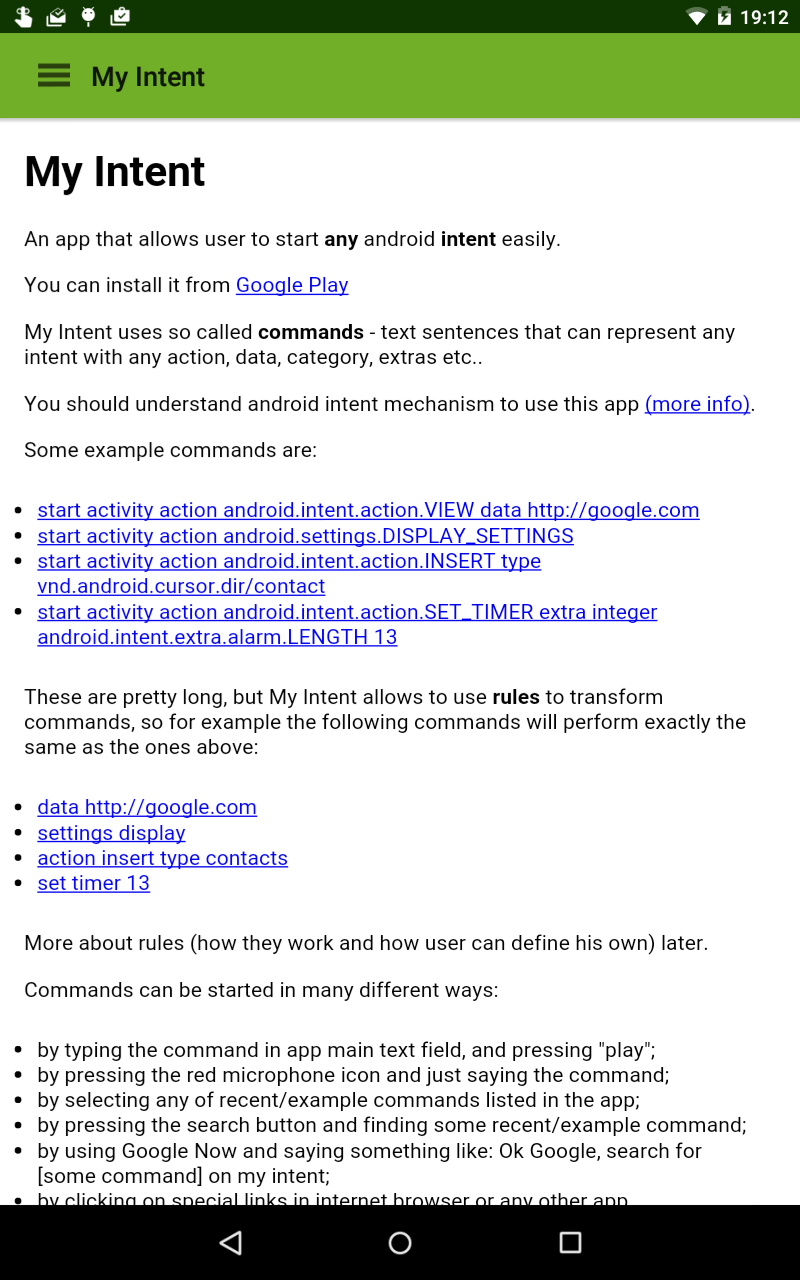 19:12
My Intent
My Intent
An app that allows user to start any android intent easily.
You can install it from Google Play
My Intent uses so called commands - text sentences that can represent any
intent with any action, data, category, extras etc..
You should understand android intent mechanism to use this app (more info).
Some example commands are:
• start activity action android.intent.action.VIEW data http://google.com
• start activity action android.settings.DISPLAY_SETTINGS
• start activity action android.intent.action.INSERT type
vnd.android.cursor.dir/contact
• start activity action android.intent.action.SET_TIMER extra integer
android.intent.extra.alarm.LENGTH 13
These are pretty long, but My Intent allows to use rules to transform
commands, so for example the following commands will perform exactly the
same as the ones above:
• data http://google.com
• settings display
• action insert type contacts
• set timer 13
More about rules (how they work and how user can define his own) later.
Commands can be started in many different ways:
• by typing the command in app main text field, and pressing "play";
• by pressing the red microphone icon and just saying the command;
• by selecting any of recent/example commands listed in the app;
• by pressing the search button and finding some recent/example command;
• by using Google Now and saying something like: Ok Google, search for
[some command] on my intent;
• by clicking on special links in internet browser or any other app